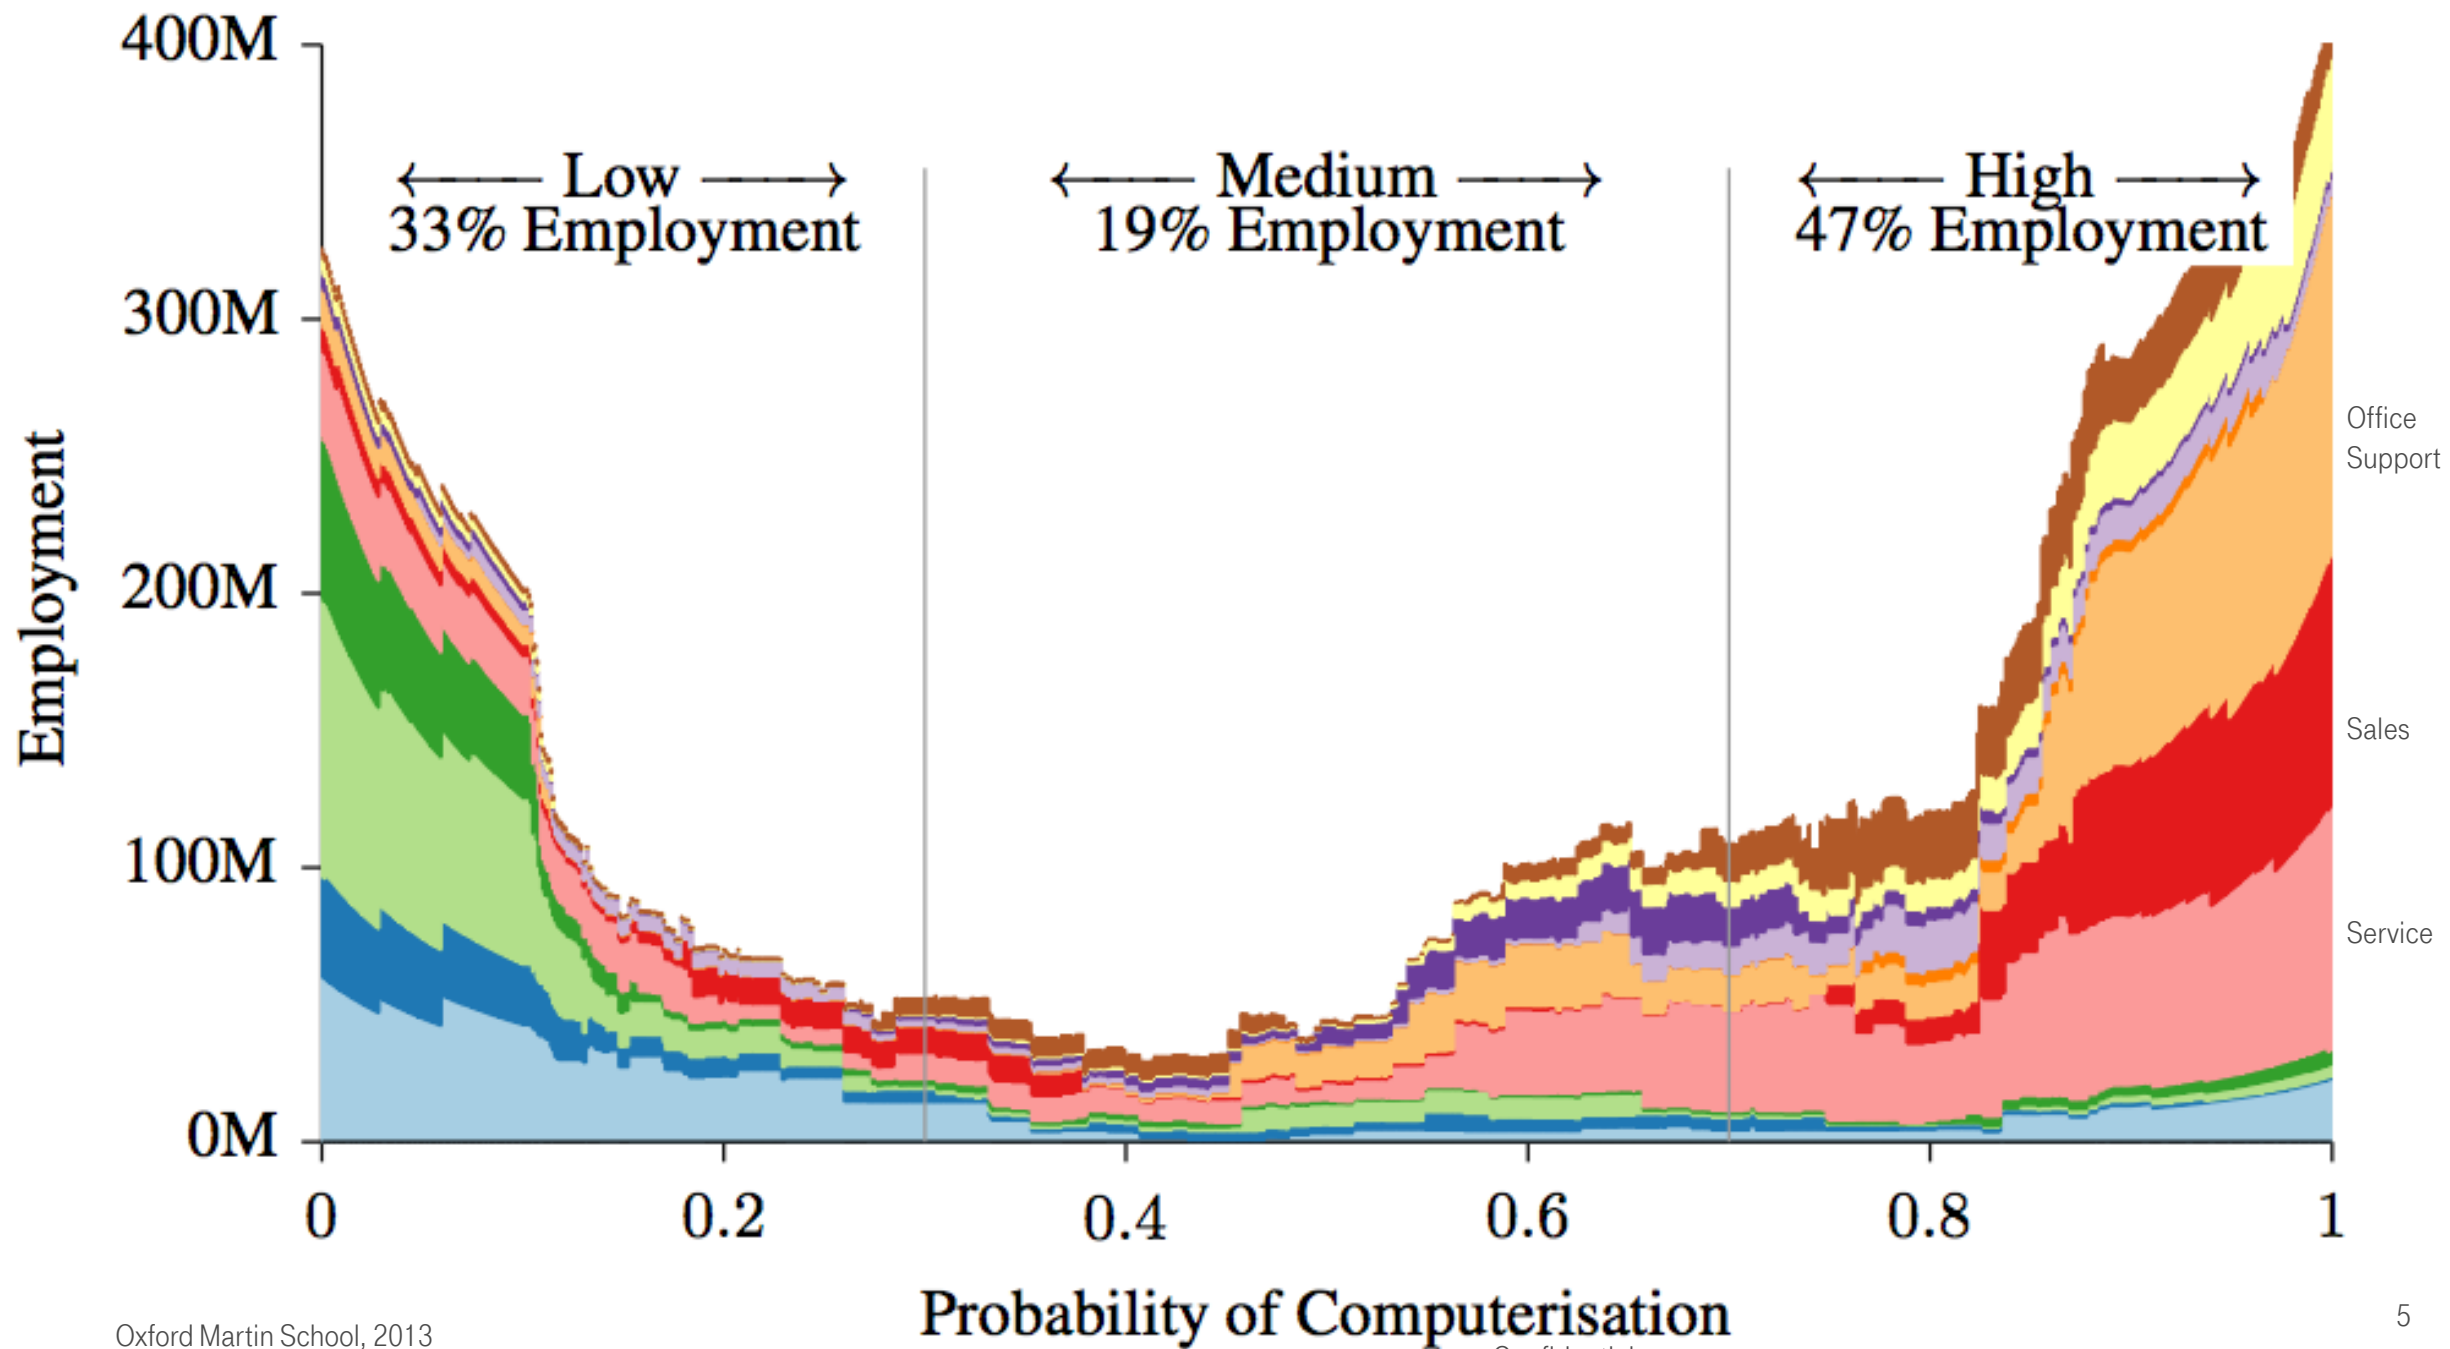 400M
300M
200M
100M
0M
Employment
Low
33% Employment
Medium
19% Employment
High
47% Employment
Office
Support
Sales
Service
0
0.2
0.4
0.6
0.8
1
Probability of Computerisation
Oxford Martin School, 2013
5